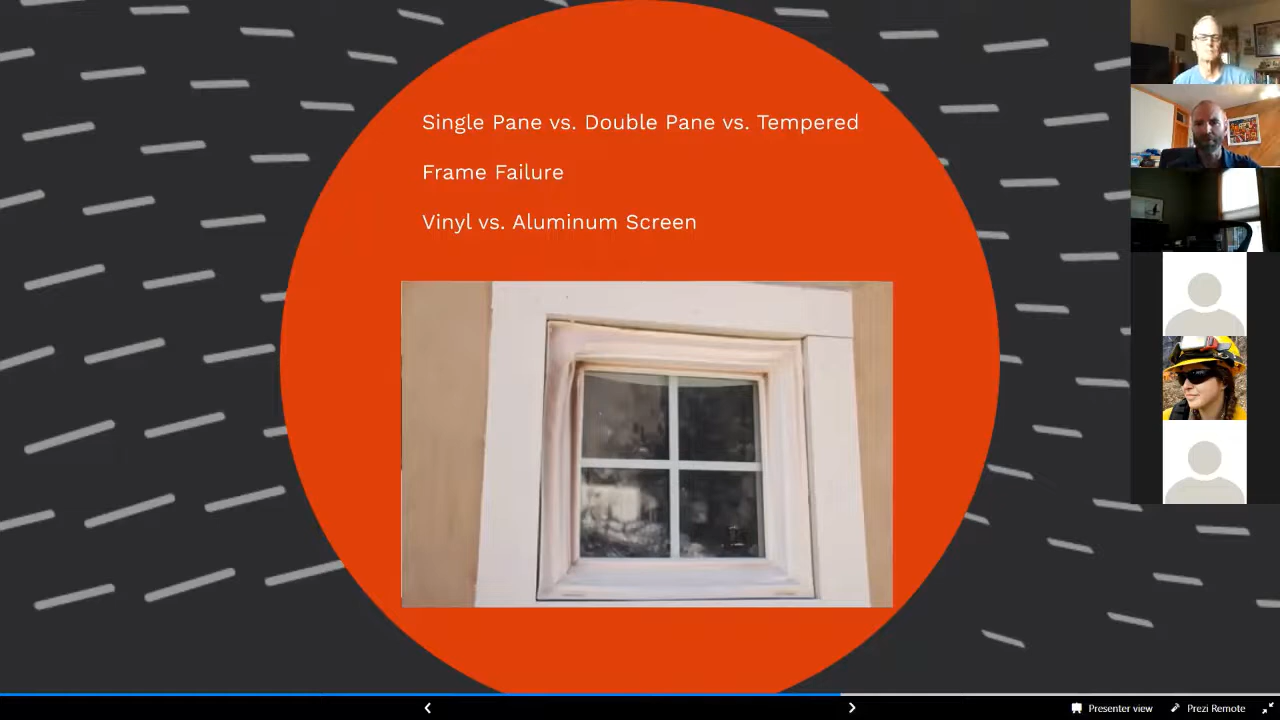 Single Pane vs. Double Pane vs. Tempered
Frame Failure
Vinyl vs. Aluminum Screen
Presenter view
Prezi Remote